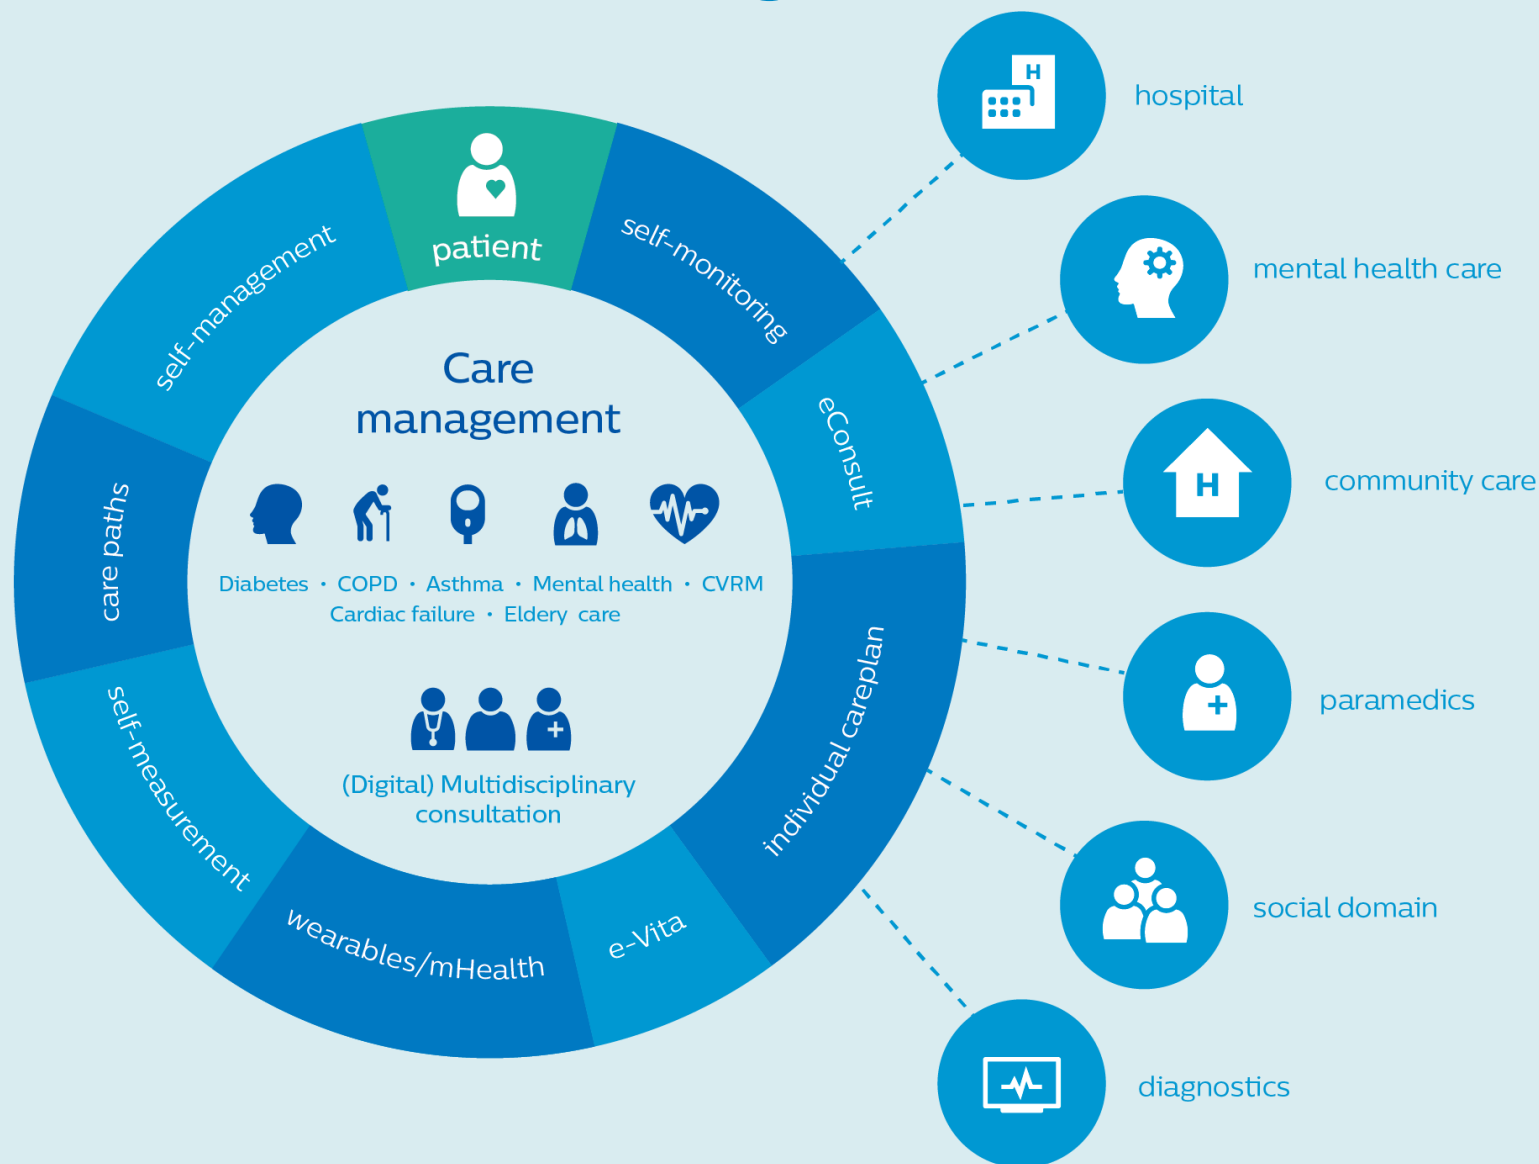 patient
self-monitoring
eConsult
individual careplan
e-Vita
wearables/mHealth
self-measurement
care paths
self-management
Care
management
Diabetes · COPD · Asthma · Mental health · CVRM
Cardiac failure · Eldery care
(Digital) Multidisciplinary
consultation
H
hospital
mental health care
H
community care
paramedics
social domain
diagnostics